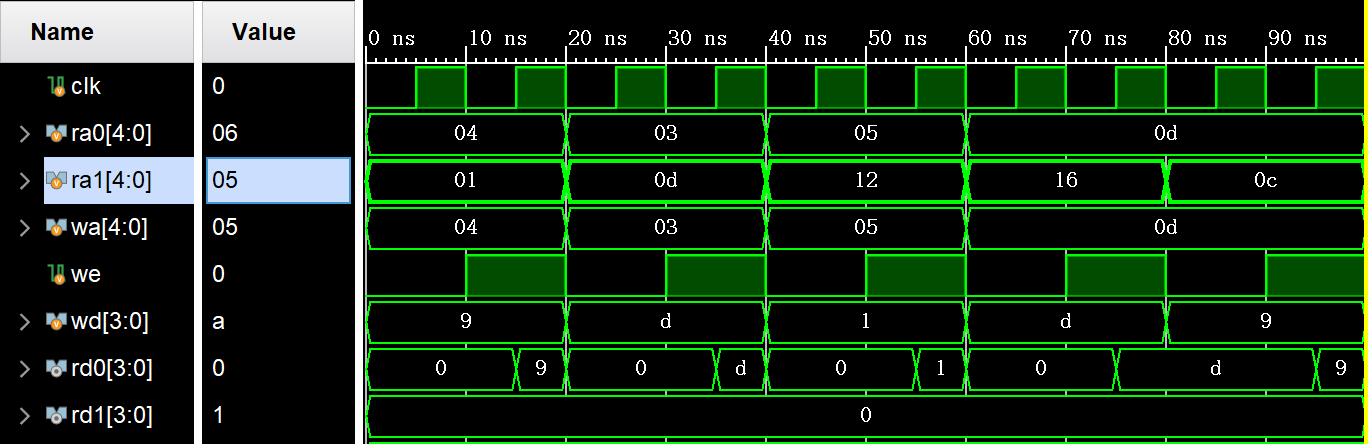 Name Value 0 ns 10 ns 20 ns 30 ns 40 ns 50 ns 60 ns 70 ns 80 ns 90 ns
clk 0
ra0[4:0] 06 04 03 05 0d
ra1[4:0] 05 01 0d 12 16 0c
wa[4:0] 05 04 03 05 0d
we 0
wd[3:0] a 9 d 1 d 9
rd0[3:0] 0 0 9 0 d 0 1 0 d 9
rd1[3:0] 1 0